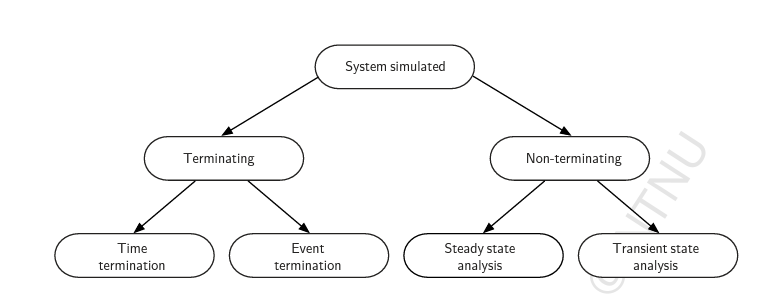 System simulated
Terminating
Non-terminating
Time
termination
Event
termination
Steady state
analysis
Transient state
analysis
© NTNU